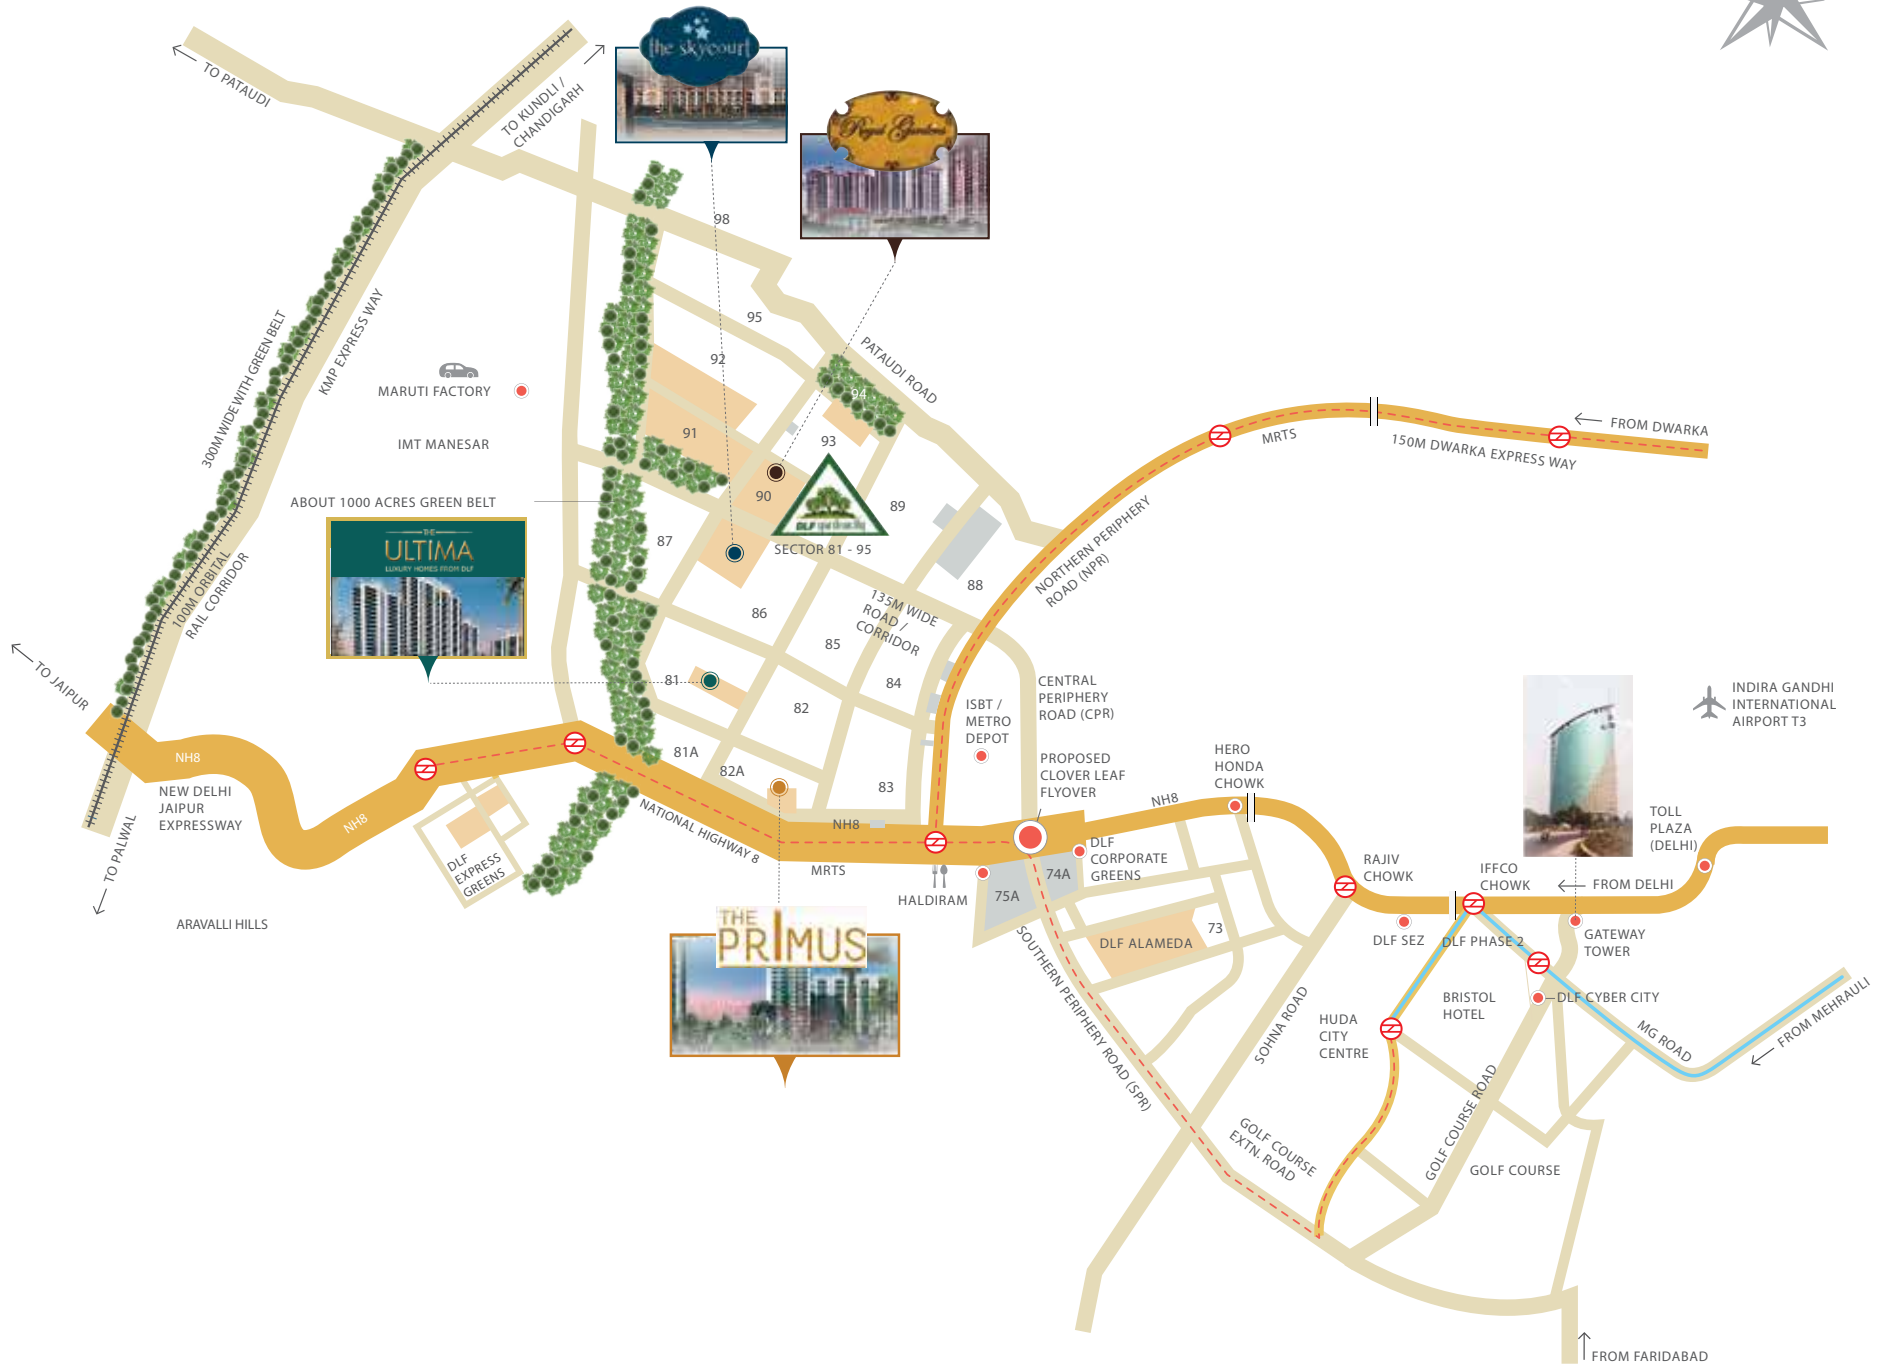 the skycourt
Royal Gardens
TO PATAUDI
TO KUNDLI /
CHANDIGARH
98
95
92
PATAUDI ROAD
94
300M WIDE WITH GREEN BELT
KMP EXPRESS WAY
MARUTI FACTORY
IMT MANESAR
91
93
FROM DWARKA
MRTS
150M DWARKA EXPRESS WAY
ABOUT 1000 ACRES GREEN BELT
90
89
DLF gardencity
SECTOR 81 - 95
87
THE
ULTIMA
LUXURY HOMES FROM DLF
100M ORBITAL
RAIL CORRIDOR
88
NORTHERN PERIPHERY
ROAD (NPR)
86
135M WIDE
ROAD /
CORRIDOR
85
84
TO JAIPUR
81
82
ISBT /
METRO
DEPOT
CENTRAL
PERIPHERY
ROAD (CPR)
INDIRA GANDHI
INTERNATIONAL
AIRPORT T3
NH8
81A
82A
83
PROPOSED
CLOVER LEAF
FLYOVER
HERO
HONDA
CHOWK
NEW DELHI
JAIPUR
EXPRESSWAY
NH8
NATIONAL HIGHWAY 8
NH8
NH8
TOLL
PLAZA
(DELHI)
TO PALWAL
DLF
EXPRESS
GREENS
MRTS
HALDIRAM
DLF
CORPORATE
GREENS
74A
75A
RAJIV
CHOWK
IFFCO
CHOWK
FROM DELHI
ARAVALLI HILLS
THE
PRIMUS
DLF ALAMEDA
73
DLF SEZ
DLF PHASE 2
GATEWAY
TOWER
SOUTHERN PERIPHERY ROAD (SPR)
SOHNA ROAD
HUDA
CITY
CENTRE
BRISTOL
HOTEL
DLF CYBER CITY
MG ROAD
FROM MEHRAULI
GOLF COURSE
EXTN. ROAD
GOLF COURSE ROAD
GOLF COURSE
FROM FARIDABAD